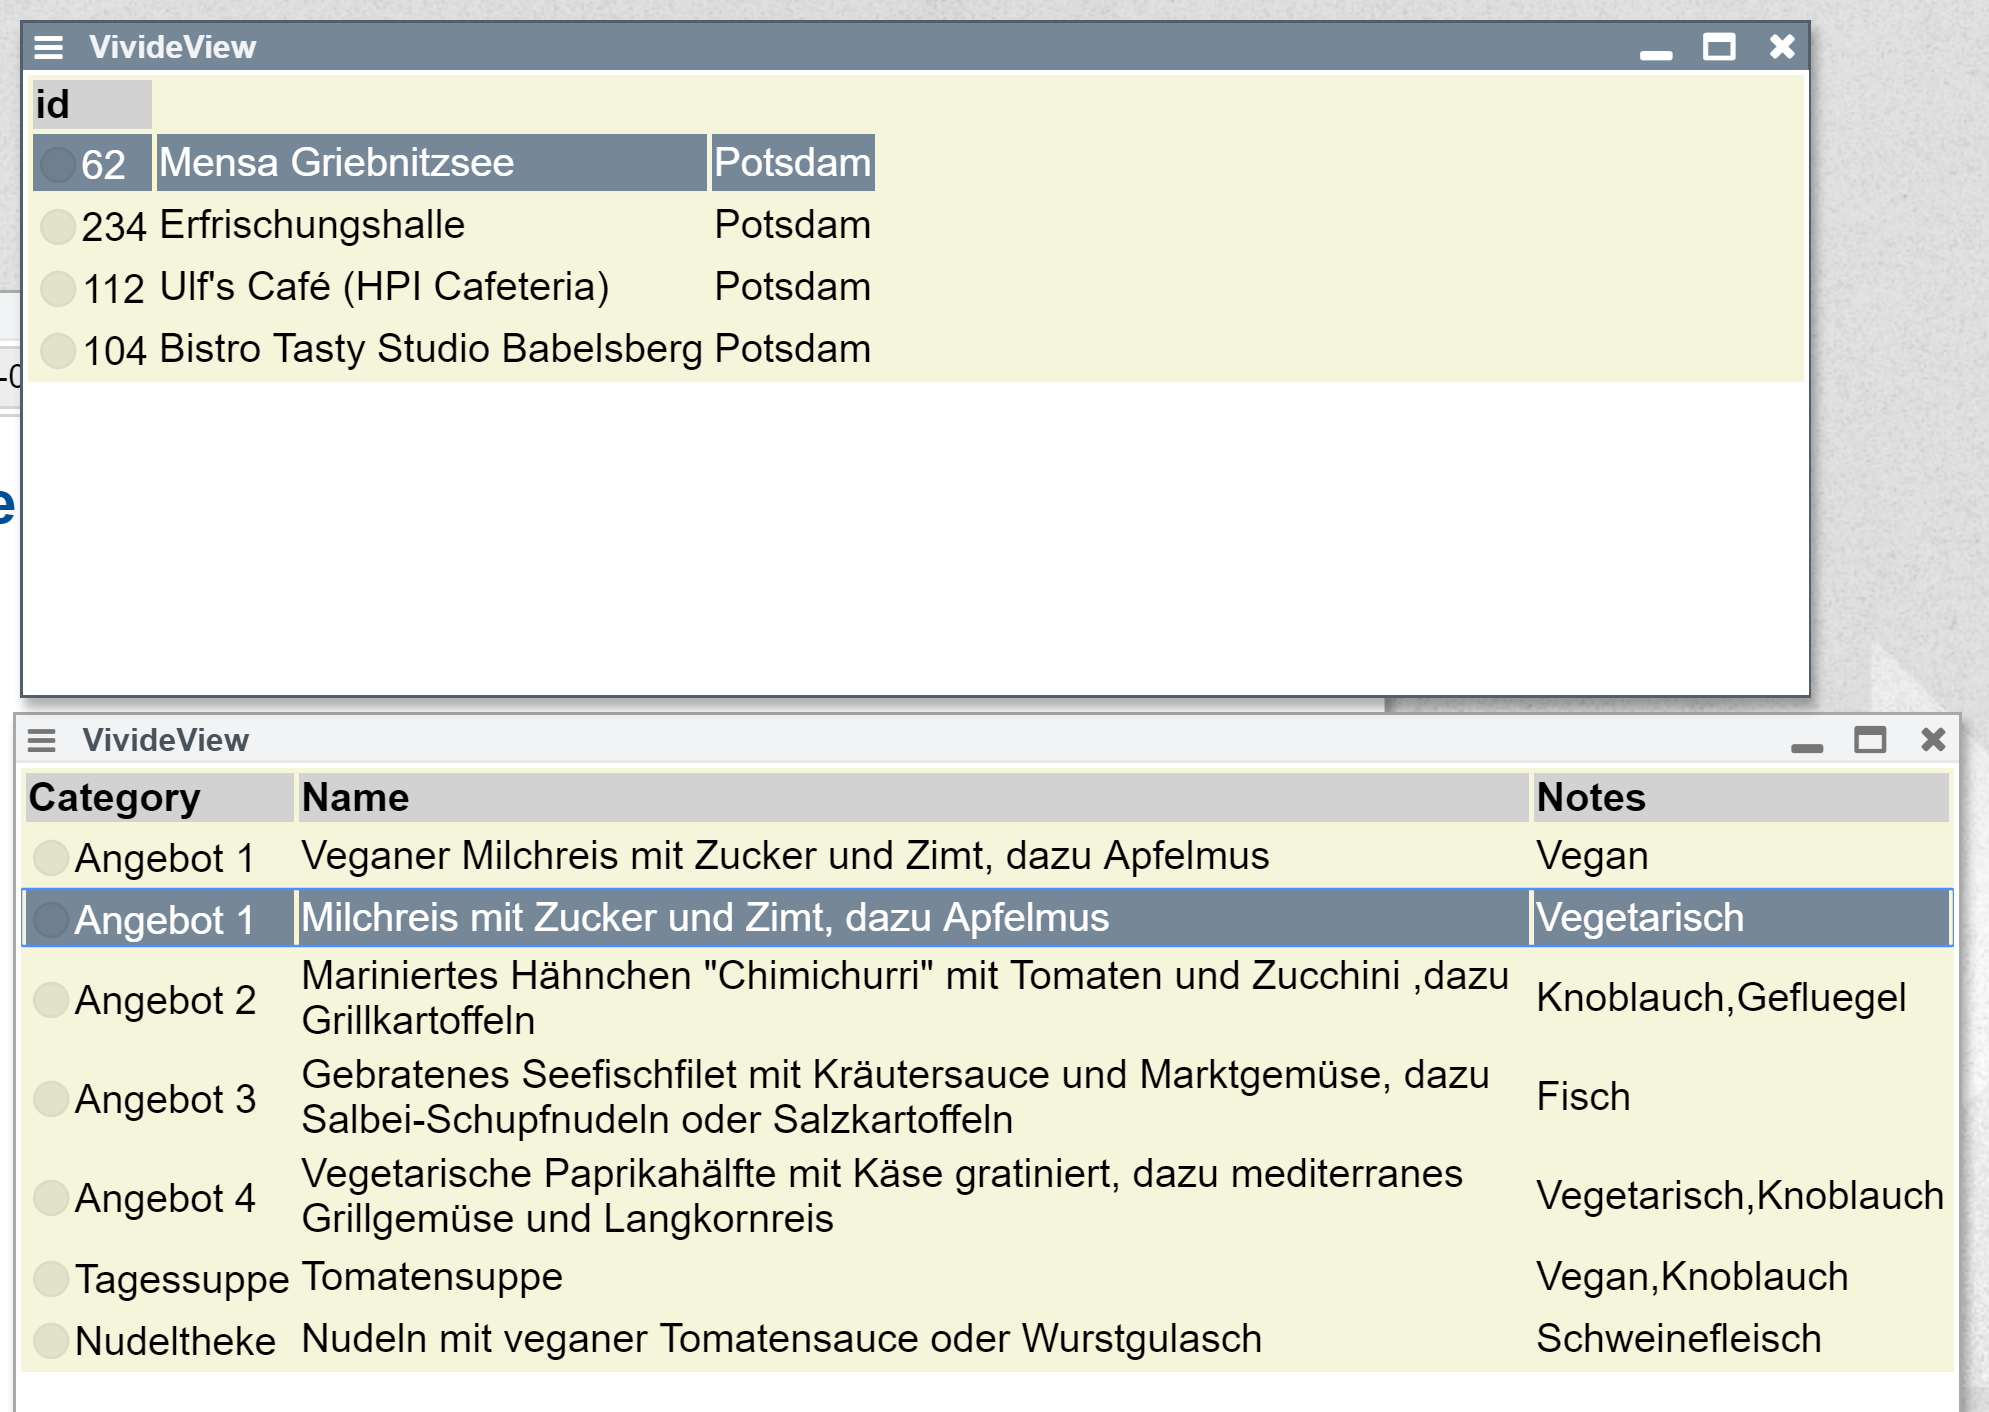 VivideView
id
62 Mensa Griebnitzsee Potsdam
234 Erfrischungshalle Potsdam
112 Ulf's Café (HPI Cafeteria) Potsdam
104 Bistro Tasty Studio Babelsberg Potsdam
-0
e
VivideView
Category Name Notes
Angebot 1 Veganer Milchreis mit Zucker und Zimt, dazu Apfelmus Vegan
Angebot 1 Milchreis mit Zucker und Zimt, dazu Apfelmus Vegetarisch
Angebot 2 Mariniertes Hähnchen "Chimichurri" mit Tomaten und Zucchini ,dazu
Grillkartoffeln Knoblauch,Gefluegel
Angebot 3 Gebratenes Seefischfilet mit Kräutersauce und Marktgemüse, dazu
Salbei-Schupfnudeln oder Salzkartoffeln Fisch
Angebot 4 Vegetarische Paprikahälfte mit Käse gratiniert, dazu mediterranes
Grillgemüse und Langkornreis Vegetarisch,Knoblauch
Tagessuppe Tomatensuppe Vegan,Knoblauch
Nudeltheke Nudeln mit veganer Tomatensauce oder Wurstgulasch Schweinefleisch